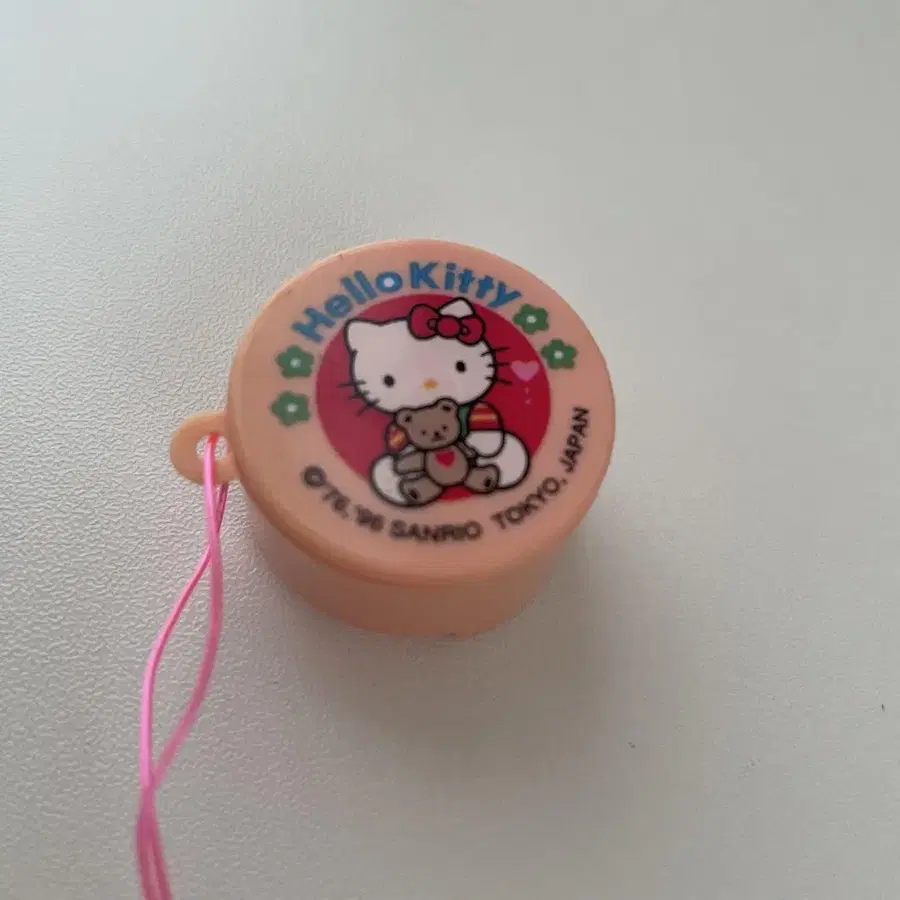 Hello Kitty
© '76, '96 SANRIO TOKYO, JAPAN